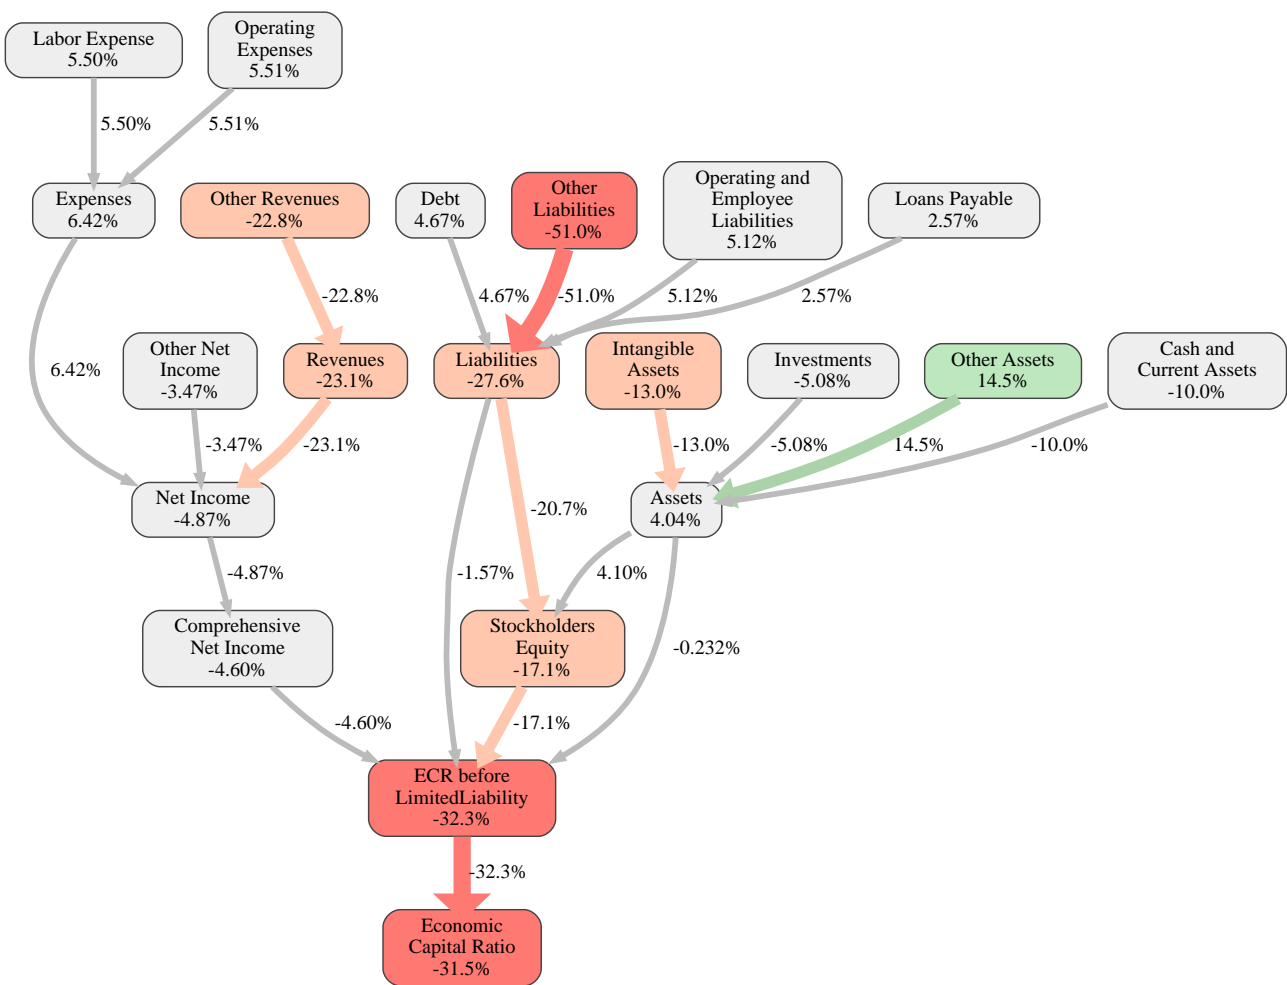 Labor Expense
5.50%
Operating
Expenses
5.51%
5.50%
5.51%
Expenses
6.42%
Other Revenues
-22.8%
Debt
4.67%
Other
Liabilities
-51.0%
Operating and
Employee
Liabilities
5.12%
Loans Payable
2.57%
-22.8%
4.67%
-51.0%
5.12%
2.57%
6.42%
Other Net
Income
-3.47%
Revenues
-23.1%
Liabilities
-27.6%
Intangible
Assets
-13.0%
Investments
-5.08%
Other Assets
14.5%
Cash and
Current Assets
-10.0%
-3.47%
-23.1%
-13.0%
-5.08%
14.5%
-10.0%
Net Income
-4.87%
-20.7%
Assets
4.04%
-4.87%
-1.57%
4.10%
Comprehensive
Net Income
-4.60%
Stockholders
Equity
-17.1%
-0.232%
-4.60%
-17.1%
ECR before
LimitedLiability
-32.3%
-32.3%
Economic
Capital Ratio
-31.5%